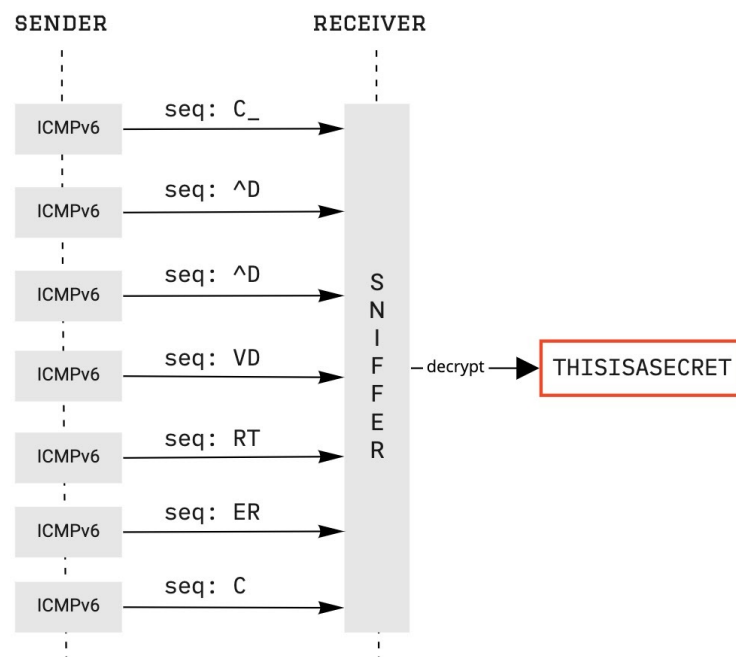 SENDER
RECEIVER
ICMPv6
seq: C_
ICMPv6
seq: ^D
ICMPv6
seq: ^D
ICMPv6
seq: VD
ICMPv6
seq: RT
ICMPv6
seq: ER
ICMPv6
seq: C
SNIFFER
decrypt
THISISASECRET